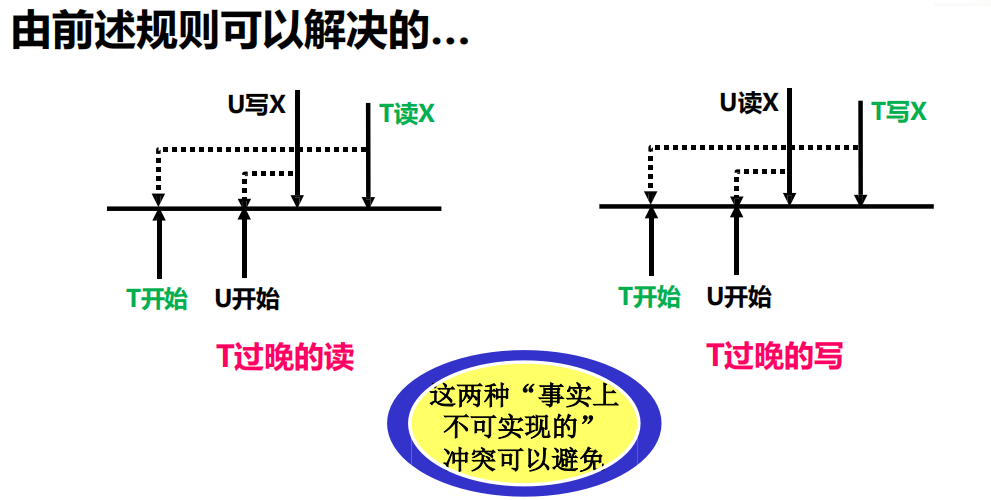 由前述规则可以解决的...
U写X
T读X
T开始
U开始
T过晚的读
U读X
T写X
T开始
U开始
T过晚的写
这两种“事实上
不可实现的”
冲突可以避免